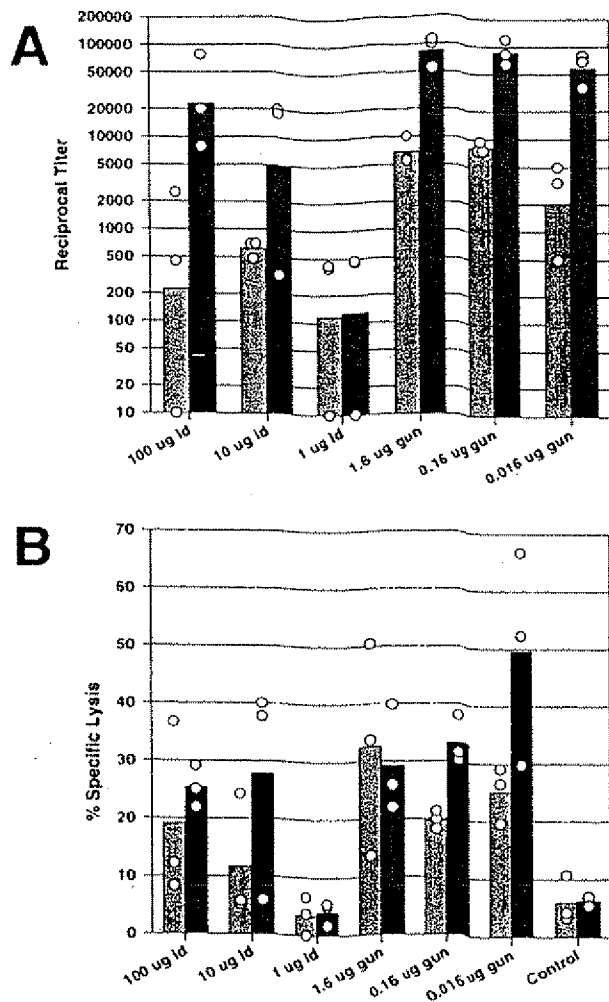 A
200000
100000
50000
20000
10000
5000
2000
1000
500
200
100
50
20
10
Reciprocal Titer
100 ug id
10 ug id
1 ug id
1.6 ug gun
0.16 ug gun
0.016 ug gun
B
70
60
50
40
30
20
10
0
% Specific Lysis
100 ug id
10 ug id
1 ug id
1.6 ug gun
0.16 ug gun
0.016 ug gun
Control